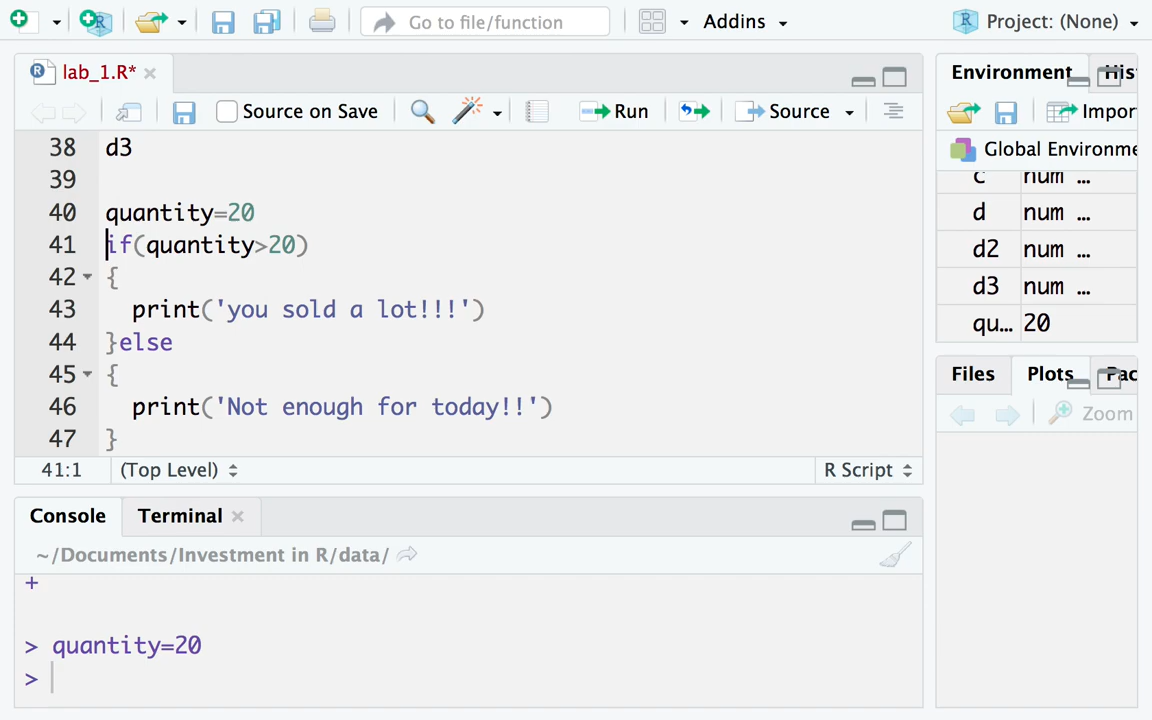 Go to file/function
Addins
Project: (None)
lab_1.R*
Source on Save
Run
Source
38 d3
39
40 quantity=20
41 if(quantity>20)
42 {
43 print('you sold a lot!!!')
44 }else
45 {
46 print('Not enough for today!!')
47 }
41:1 (Top Level) R Script
Console Terminal
~/Documents/Investment in R/data/
+
> quantity=20
>
Environment His
Impor
Global Environme
c num ...
d num ...
d2 num ...
d3 num ...
qu... 20
Files Plots Pac
Zoom